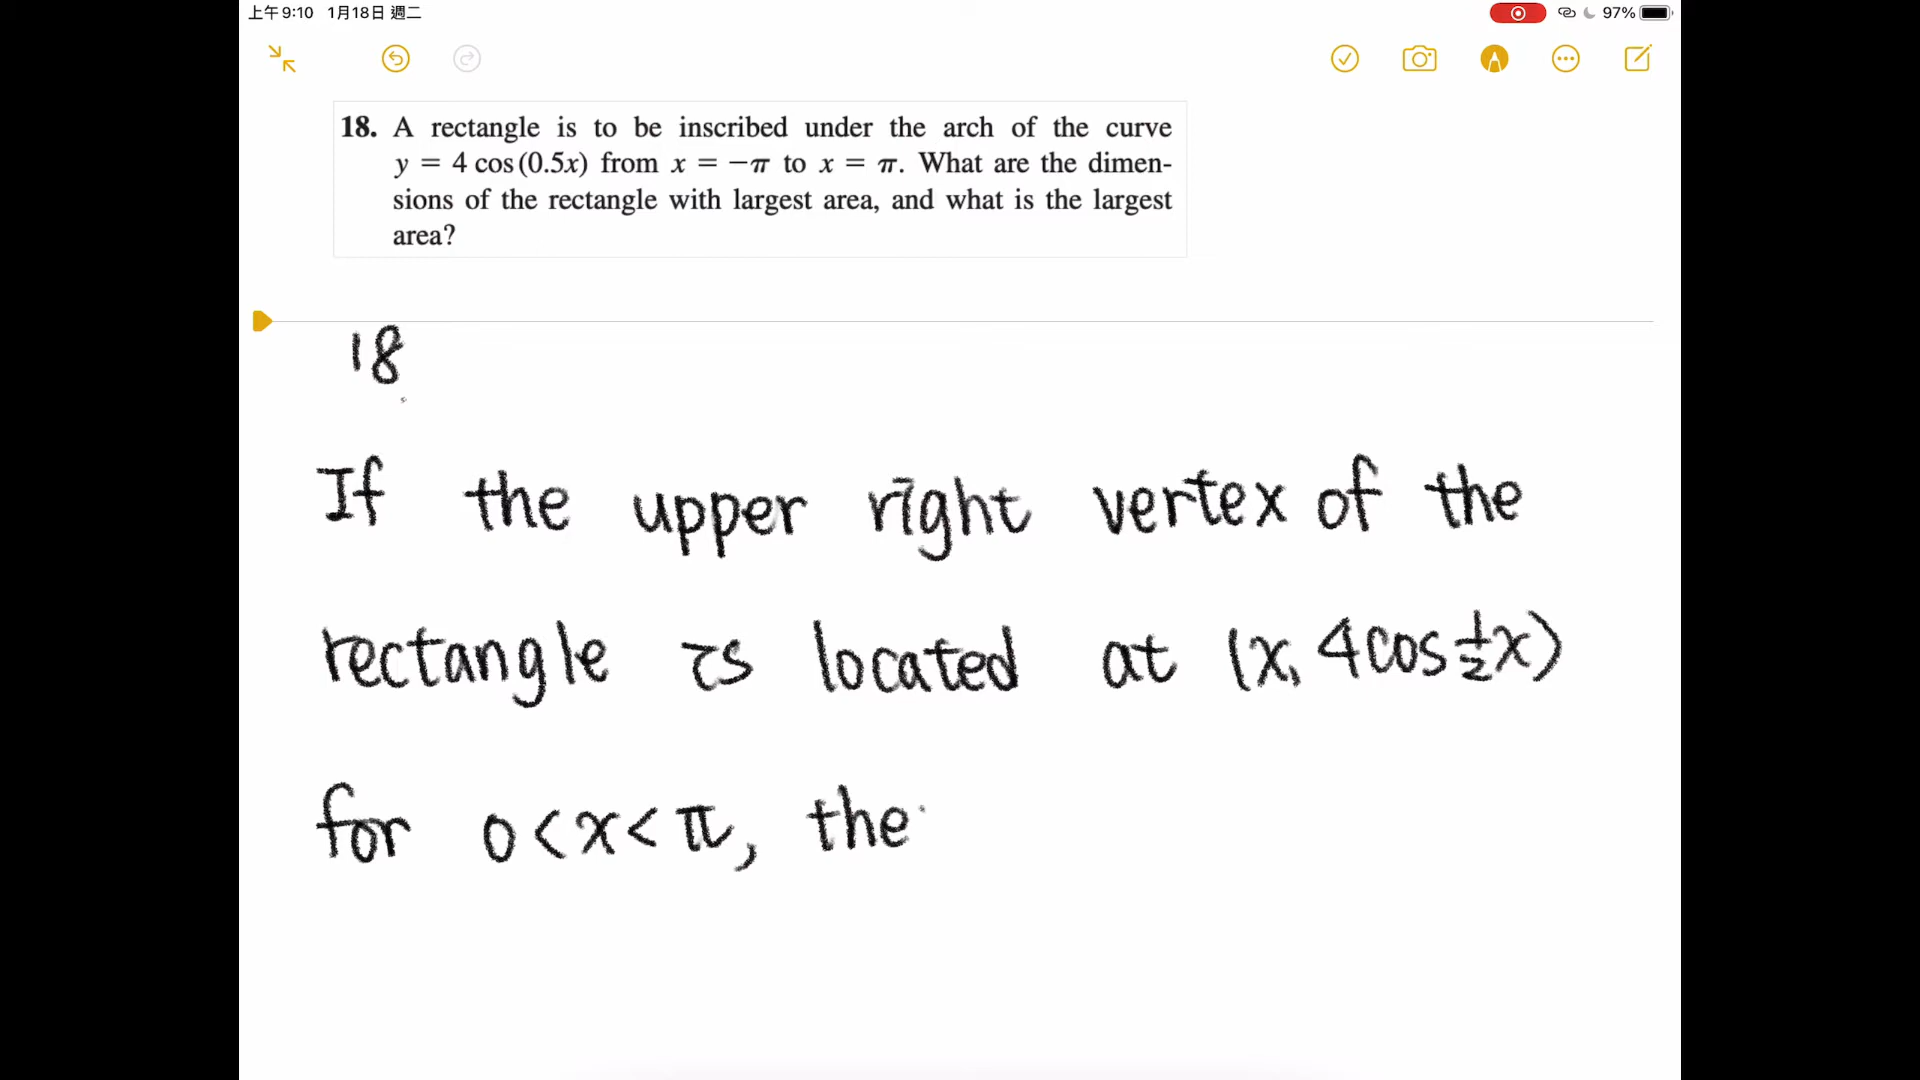 上午9:10 1月18日 週二 97%
18. A rectangle is to be inscribed under the arch of the curve
y = 4 cos (0.5x) from x = −π to x = π. What are the dimen-
sions of the rectangle with largest area, and what is the largest
area?
18
If the upper right vertex of the
rectangle is located at (x, 4cos ½x)
for 0<x<π, the